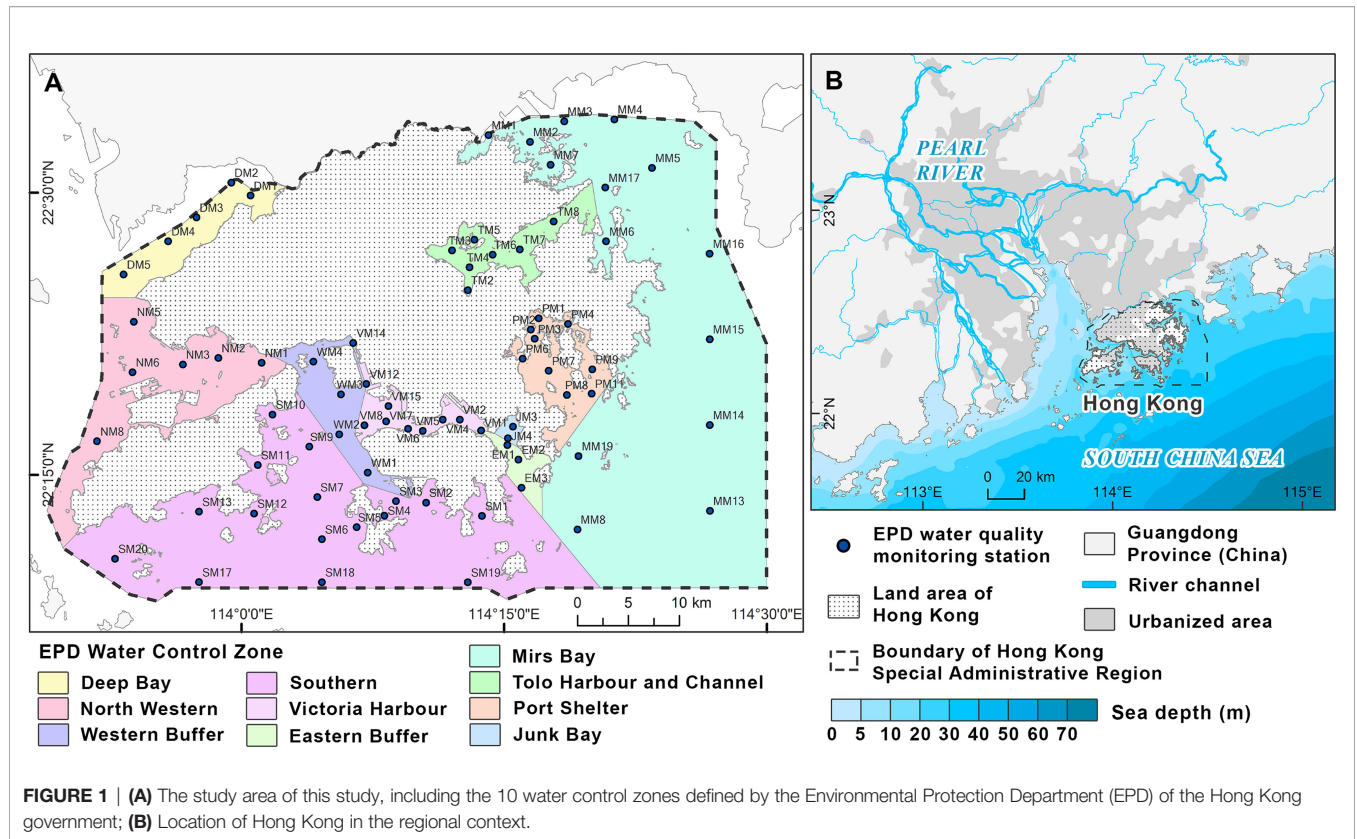 A
MM3
MM4
MM1
MM2
MM7
MM5
DM2
DM1
MM17
22°30'0"N
DM3
TM8
DM4
TM5
TM3
TM6
TM7
MM6
TM4
MM16
DM5
TM2
NM5
PM1
PM4
PM2
PM3
VM14
MM15
NM2
NM3
NM1
WM4
PM6
NM6
PM7
PM9
VM12
WM3
PM8
PM11
VM15
SM10
VM8
VM7
VM2
JM3
WM2
VM5
VM4
VM1
MM14
NM8
VM6
JM4
SM9
EM1
EM2
MM19
SM11
WM1
22°15'0"N
EM3
SM7
SM3
SM2
SM13
SM12
SM4
SM1
MM13
SM8
SM6
MM8
SM20
SM17
SM18
SM19
0 5 10 km
114°0'0"E
114°15'0"E
114°30'0"E
EPD Water Control Zone
Deep Bay
North Western
Western Buffer
Southern
Victoria Harbour
Eastern Buffer
Mirs Bay
Tolo Harbour and Channel
Port Shelter
Junk Bay
B
PEARL
RIVER
23°N
Hong Kong
22°N
SOUTH CHINA SEA
0 20 km
113°E
114°E
115°E
EPD water quality
monitoring station
Land area of
Hong Kong
Boundary of Hong Kong
Special Administrative Region
Guangdong
Province (China)
River channel
Urbanized area
Sea depth (m)
0 5 10 20 30 40 50 60 70
FIGURE 1 | (A) The study area of this study, including the 10 water control zones defined by the Environmental Protection Department (EPD) of the Hong Kong
government; (B) Location of Hong Kong in the regional context.